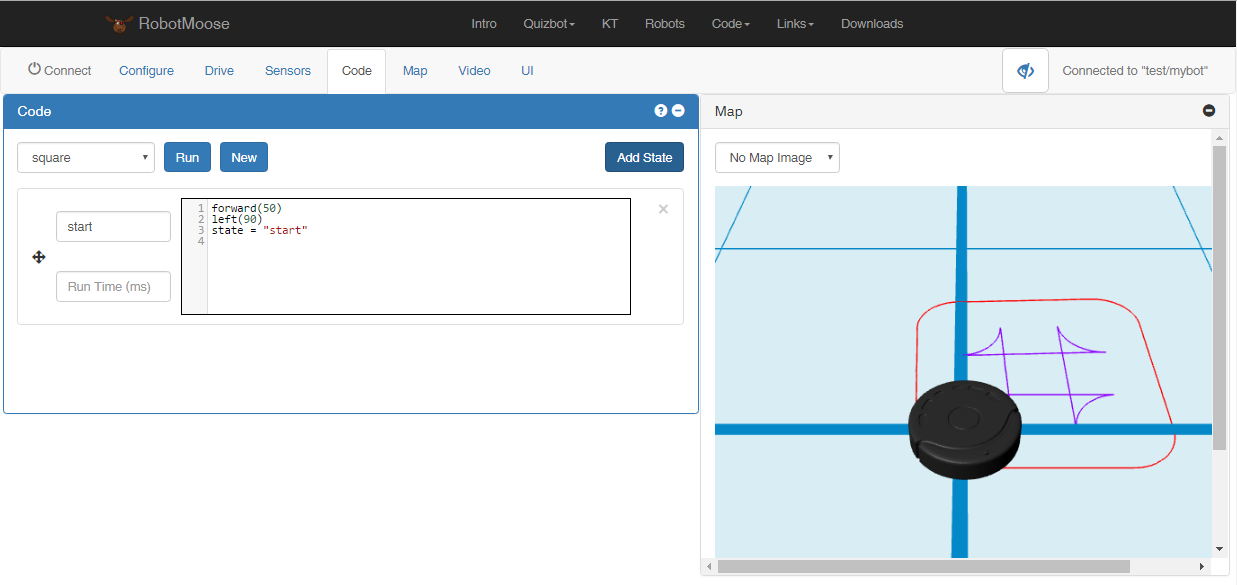 RobotMoose Intro Quizbot KT Robots Code Links Downloads
Connect Configure Drive Sensors Code Map Video UI Connected to "test/mybot"
Code
Map
square Run New Add State
No Map Image
start
Run Time (ms)
1 forward(50)
2 left(90)
3 state = "start"
4